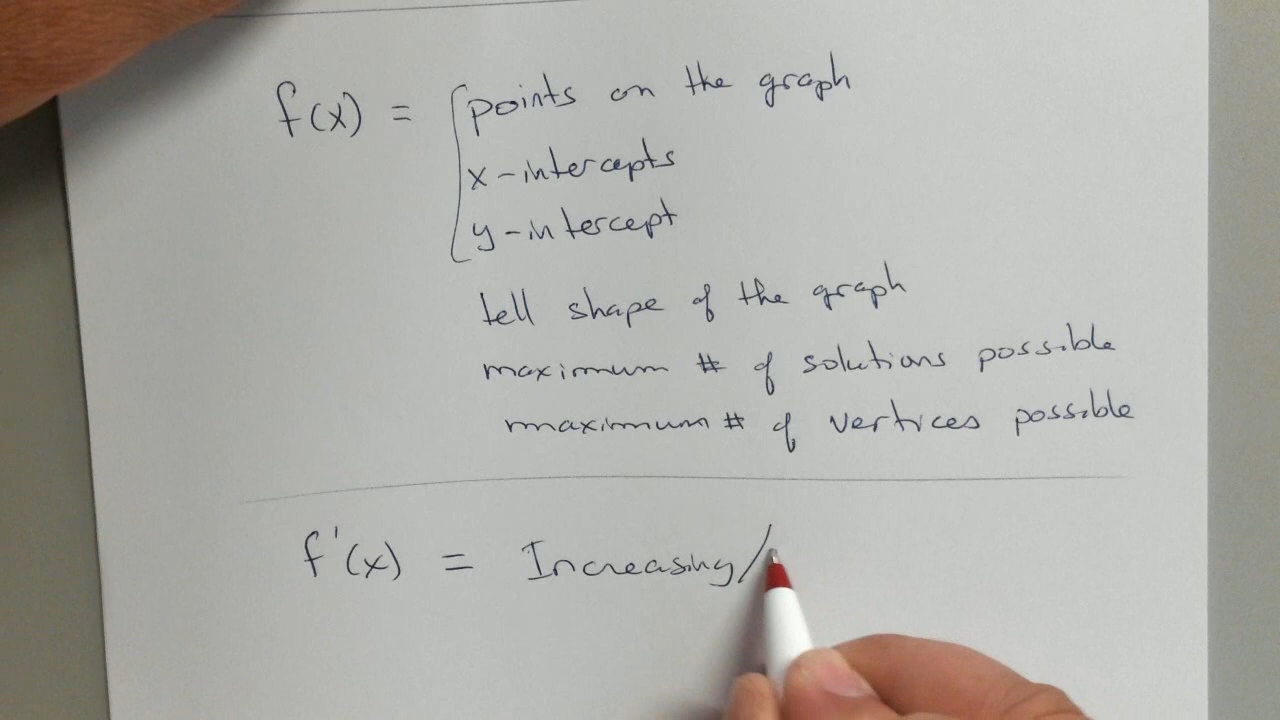 f(x) = { points on the graph
x-intercepts
y-intercept
tell shape of the graph
maximum # of solutions possible
maximum # of vertices possible
f'(x) = Increasing/